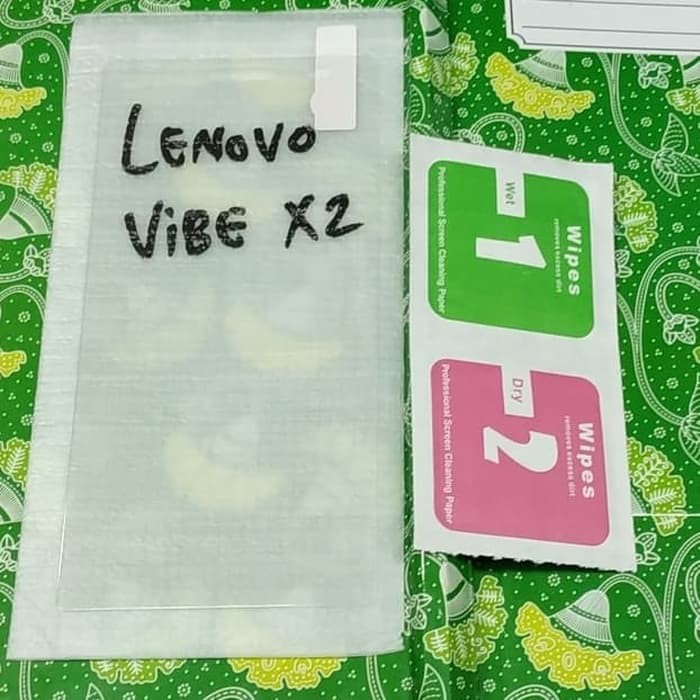 LENOVO
ViBE X2
Wipes
removes excess dirt
Wet
1
Professional Screen Cleaning Paper
Wipes
removes excess dirt
Dry
2
Professional Screen Cleaning Paper